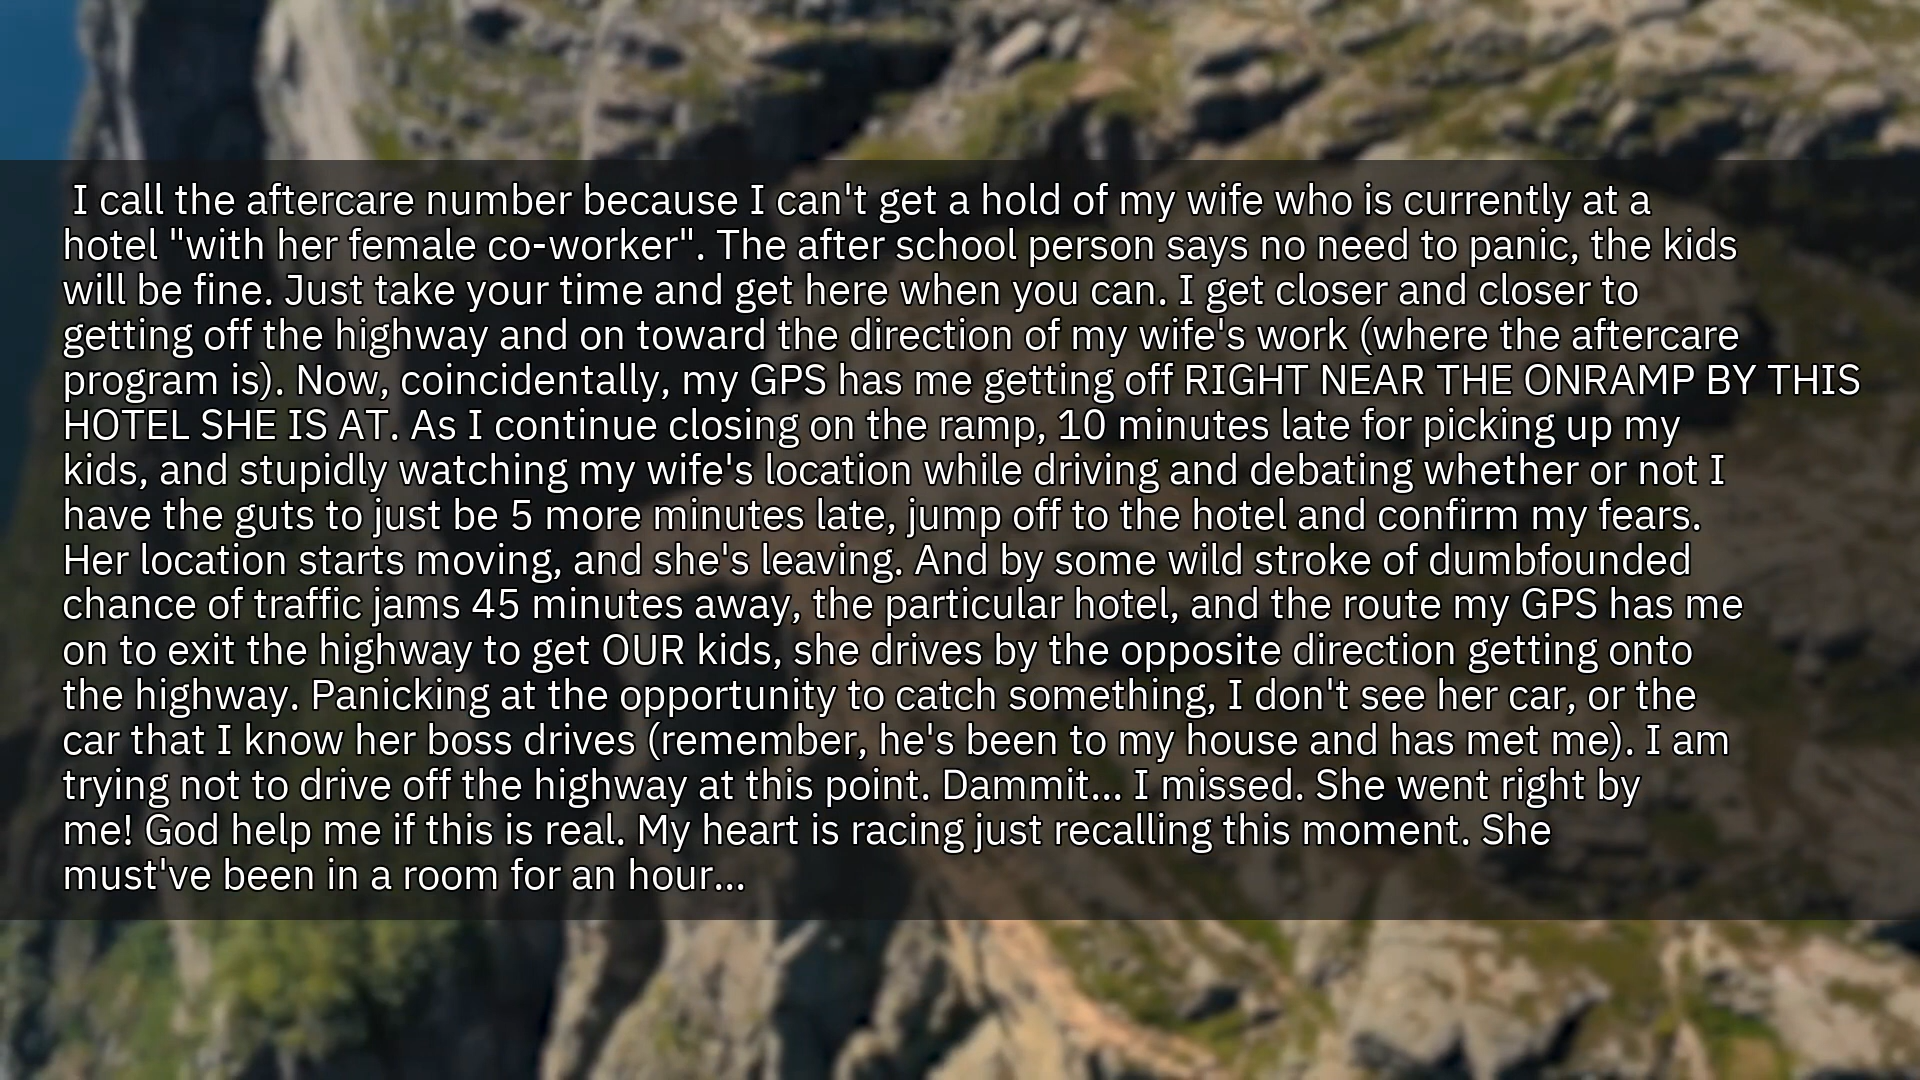 I call the aftercare number because I can't get a hold of my wife who is currently at a
hotel "with her female co-worker". The after school person says no need to panic, the kids
will be fine. Just take your time and get here when you can. I get closer and closer to
getting off the highway and on toward the direction of my wife's work (where the aftercare
program is). Now, coincidentally, my GPS has me getting off RIGHT NEAR THE ONRAMP BY THIS
HOTEL SHE IS AT. As I continue closing on the ramp, 10 minutes late for picking up my
kids, and stupidly watching my wife's location while driving and debating whether or not I
have the guts to just be 5 more minutes late, jump off to the hotel and confirm my fears.
Her location starts moving, and she's leaving. And by some wild stroke of dumbfounded
chance of traffic jams 45 minutes away, the particular hotel, and the route my GPS has me
on to exit the highway to get OUR kids, she drives by the opposite direction getting onto
the highway. Panicking at the opportunity to catch something, I don't see her car, or the
car that I know her boss drives (remember, he's been to my house and has met me). I am
trying not to drive off the highway at this point. Dammit... I missed. She went right by
me! God help me if this is real. My heart is racing just recalling this moment. She
must've been in a room for an hour...